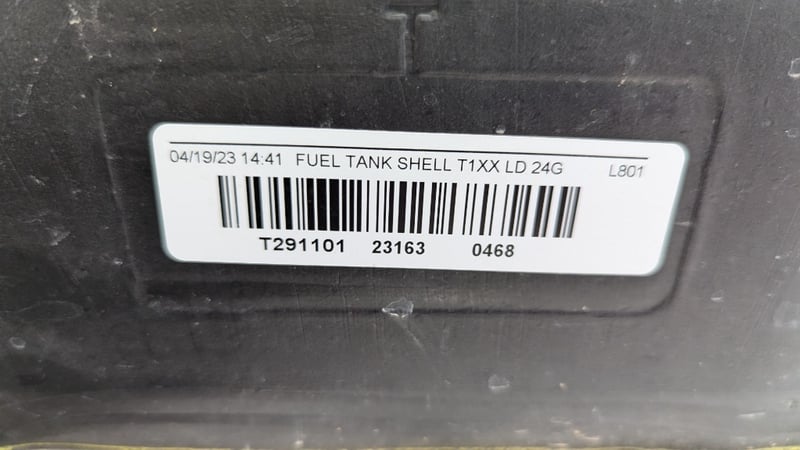 04/19/23 14:41 FUEL TANK SHELL T1XX LD 24G L801
T291101 23163 0468